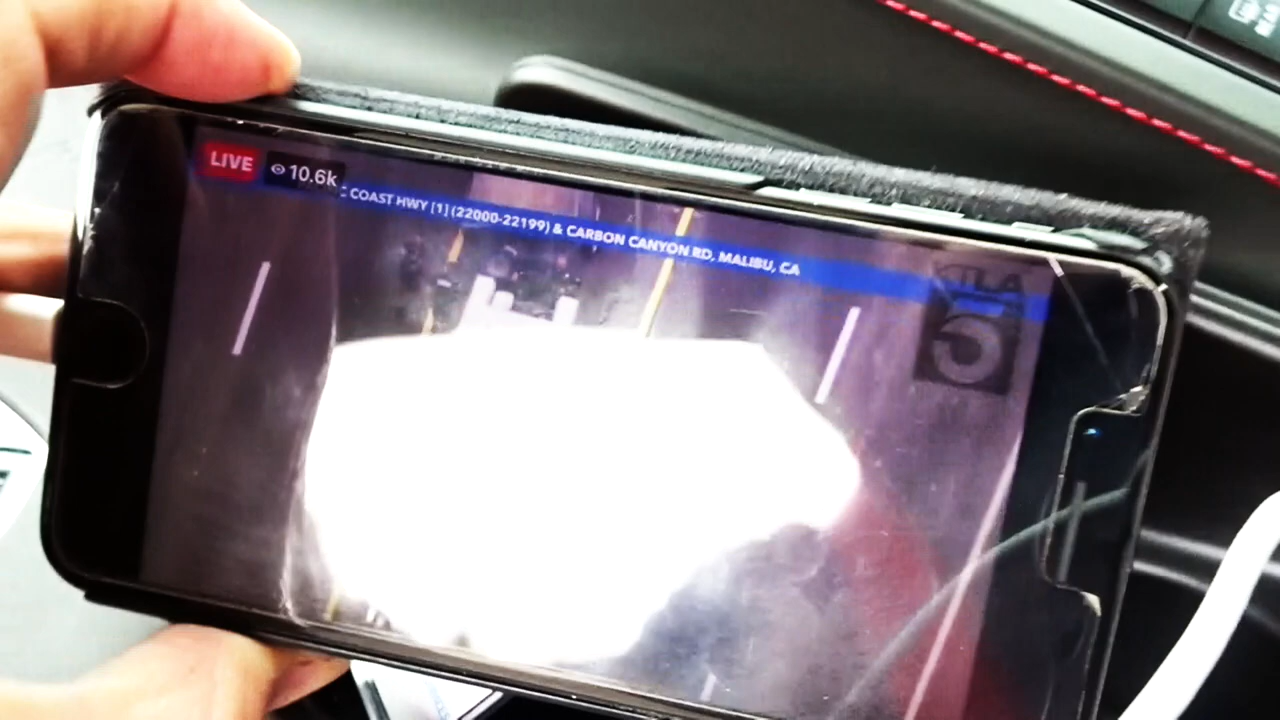 LIVE 10.6k
C COAST HWY [1] (22000-22199) & CARBON CANYON RD, MALIBU, CA
KTLA
5